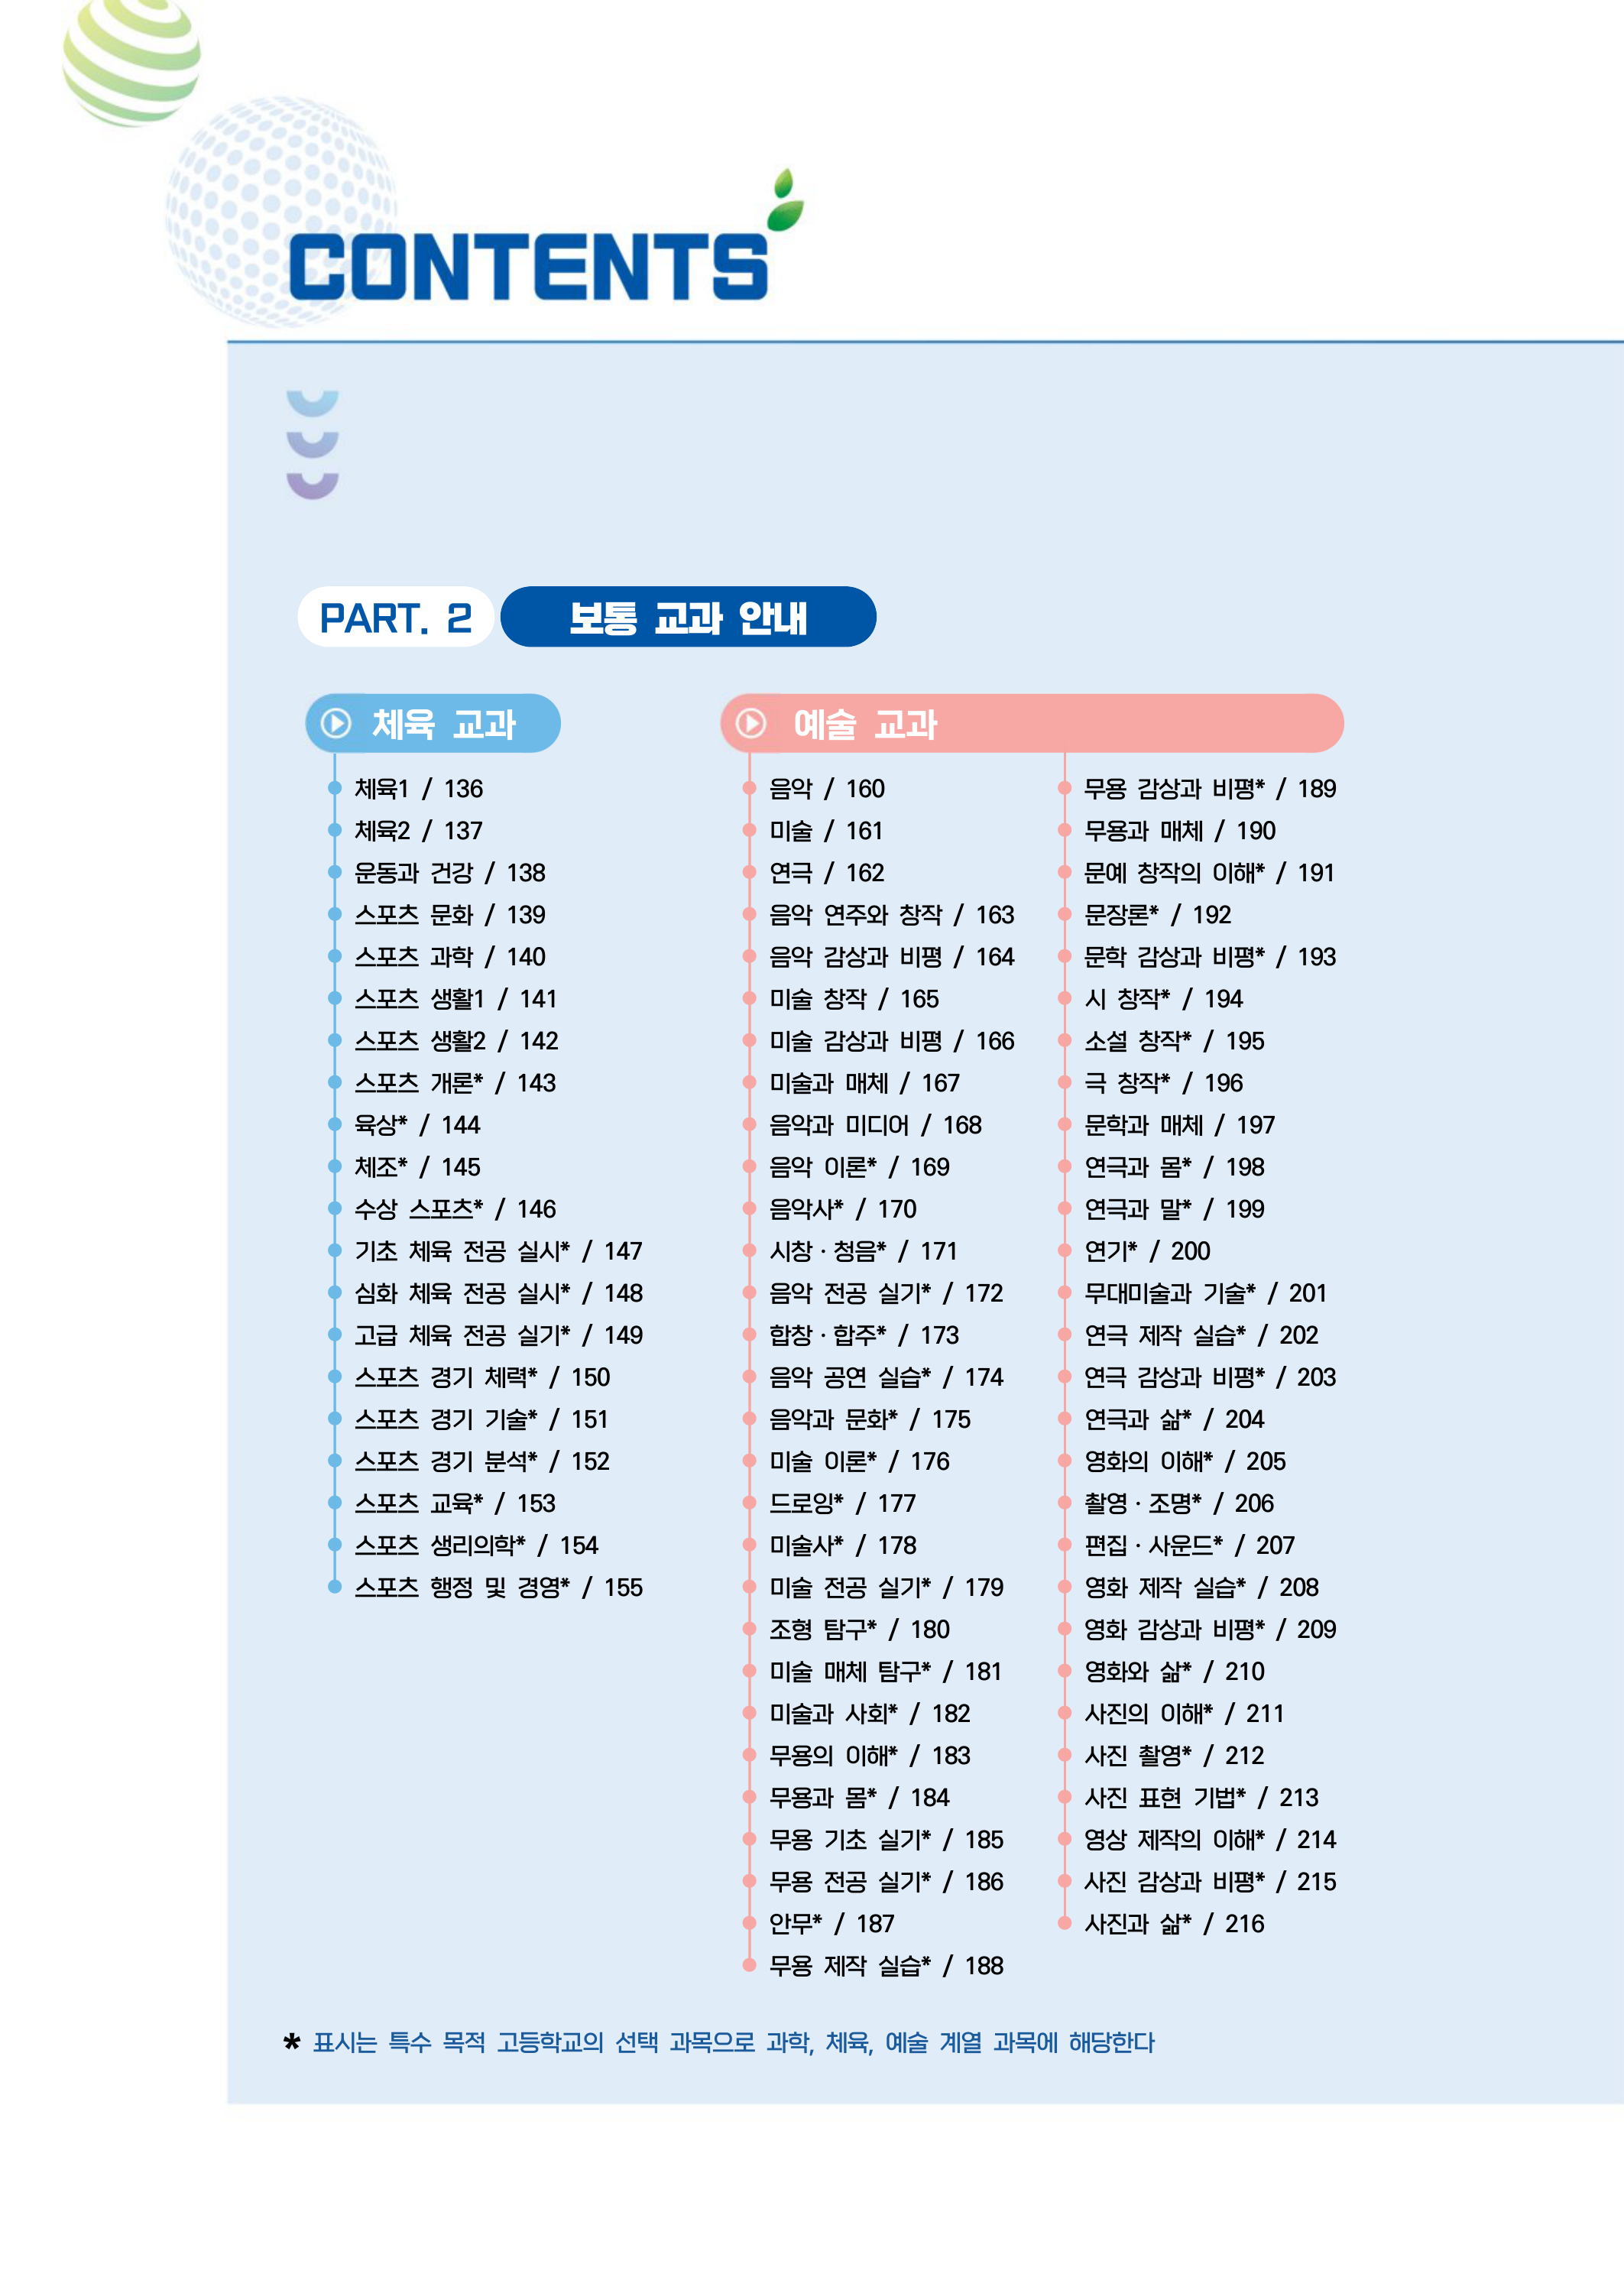 CONTENTS
PART. 2 보통 교과 안내
체육 교과
체육1 / 136
체육2 / 137
운동과 건강 / 138
스포츠 문화 / 139
스포츠 과학 / 140
스포츠 생활1 / 141
스포츠 생활2 / 142
스포츠 개론* / 143
육상* / 144
체조* / 145
수상 스포츠* / 146
기초 체육 전공 실시* / 147
심화 체육 전공 실시* / 148
고급 체육 전공 실기* / 149
스포츠 경기 체력* / 150
스포츠 경기 기술* / 151
스포츠 경기 분석* / 152
스포츠 교육* / 153
스포츠 생리의학* / 154
스포츠 행정 및 경영* / 155
예술 교과
음악 / 160
미술 / 161
연극 / 162
음악 연주와 창작 / 163
음악 감상과 비평 / 164
미술 창작 / 165
미술 감상과 비평 / 166
미술과 매체 / 167
음악과 미디어 / 168
음악 이론* / 169
음악사* / 170
시창·청음* / 171
음악 전공 실기* / 172
합창·합주* / 173
음악 공연 실습* / 174
음악과 문화* / 175
미술 이론* / 176
드로잉* / 177
미술사* / 178
미술 전공 실기* / 179
조형 탐구* / 180
미술 매체 탐구* / 181
미술과 사회* / 182
무용의 이해* / 183
무용과 몸* / 184
무용 기초 실기* / 185
무용 전공 실기* / 186
안무* / 187
무용 제작 실습* / 188
무용 감상과 비평* / 189
무용과 매체 / 190
문예 창작의 이해* / 191
문장론* / 192
문학 감상과 비평* / 193
시 창작* / 194
소설 창작* / 195
극 창작* / 196
문학과 매체 / 197
연극과 몸* / 198
연극과 말* / 199
연기* / 200
무대미술과 기술* / 201
연극 제작 실습* / 202
연극 감상과 비평* / 203
연극과 삶* / 204
영화의 이해* / 205
촬영·조명* / 206
편집·사운드* / 207
영화 제작 실습* / 208
영화 감상과 비평* / 209
영화와 삶* / 210
사진의 이해* / 211
사진 촬영* / 212
사진 표현 기법* / 213
영상 제작의 이해* / 214
사진 감상과 비평* / 215
사진과 삶* / 216
* 표시는 특수 목적 고등학교의 선택 과목으로 과학, 체육, 예술 계열 과목에 해당한다